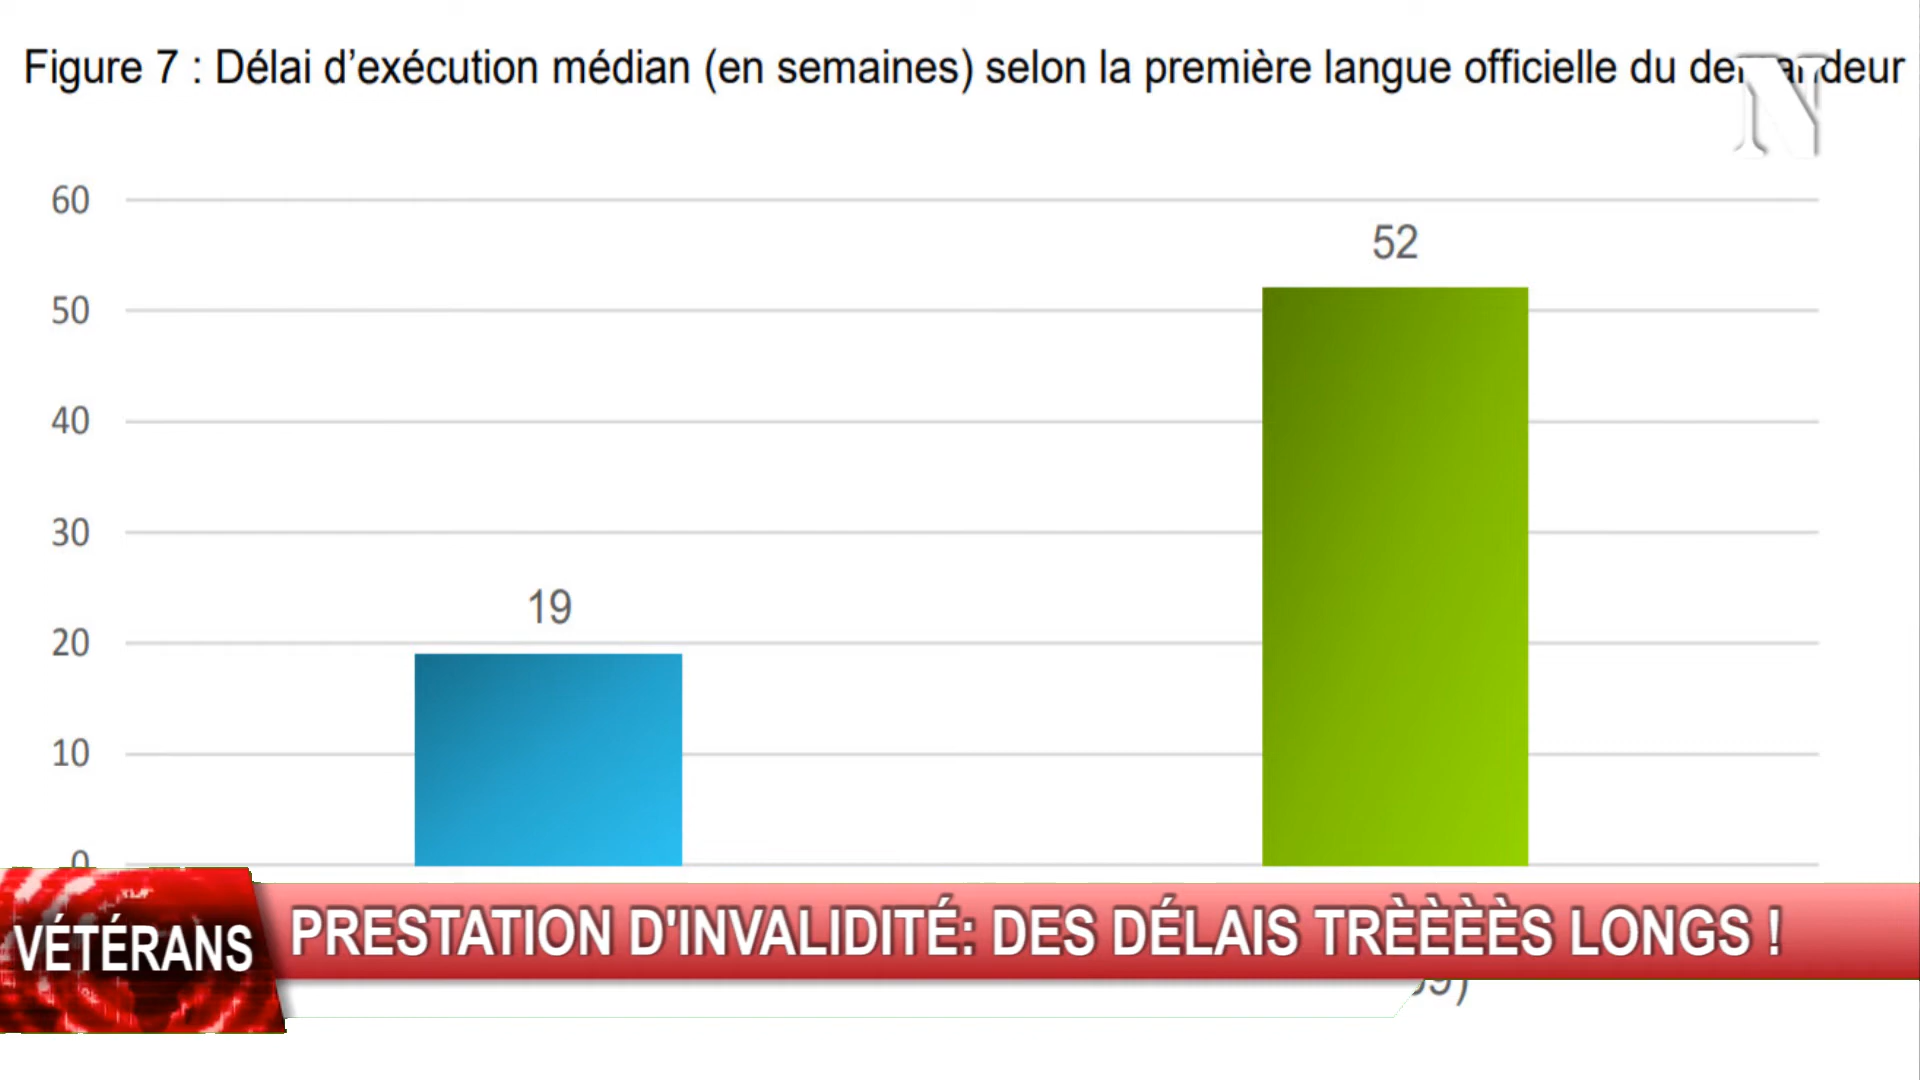 Figure 7 : Délai d’exécution médian (en semaines) selon la première langue officielle du demandeur
N
60
52
50
40
30
19
20
10
0
VÉTÉRANS
PRESTATION D'INVALIDITÉ: DES DÉLAIS TRÈÈÈÈS LONGS !